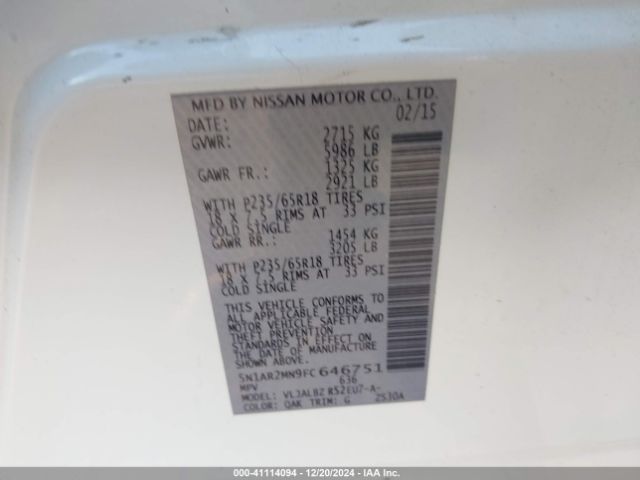 MFD BY NISSAN MOTOR CO., LTD.
DATE: 02/15
GVWR: 2715 KG
5986 LB
GAWR FR.: 1325 KG
2921 LB
WITH P235/65R18 TIRES
18 X 7.5 RIMS AT 33 PSI
COLD SINGLE
GAWR RR.: 1454 KG
3205 LB
WITH P235/65R18 TIRES
18 X 7.5 RIMS AT 33 PSI
COLD SINGLE
THIS VEHICLE CONFORMS TO
ALL APPLICABLE FEDERAL
MOTOR VEHICLE SAFETY AND
THEFT PREVENTION
STANDARDS IN EFFECT ON
THE DATE OF MANUFACTURE
SHOWN ABOVE.
5N1AR2MN9FC646751
MPV 636
MODEL: VLJALBZ R52EU7-A-
COLOR: QAK TRIM: G 2530A
000-41114094 - 12/20/2024 - IAA Inc.